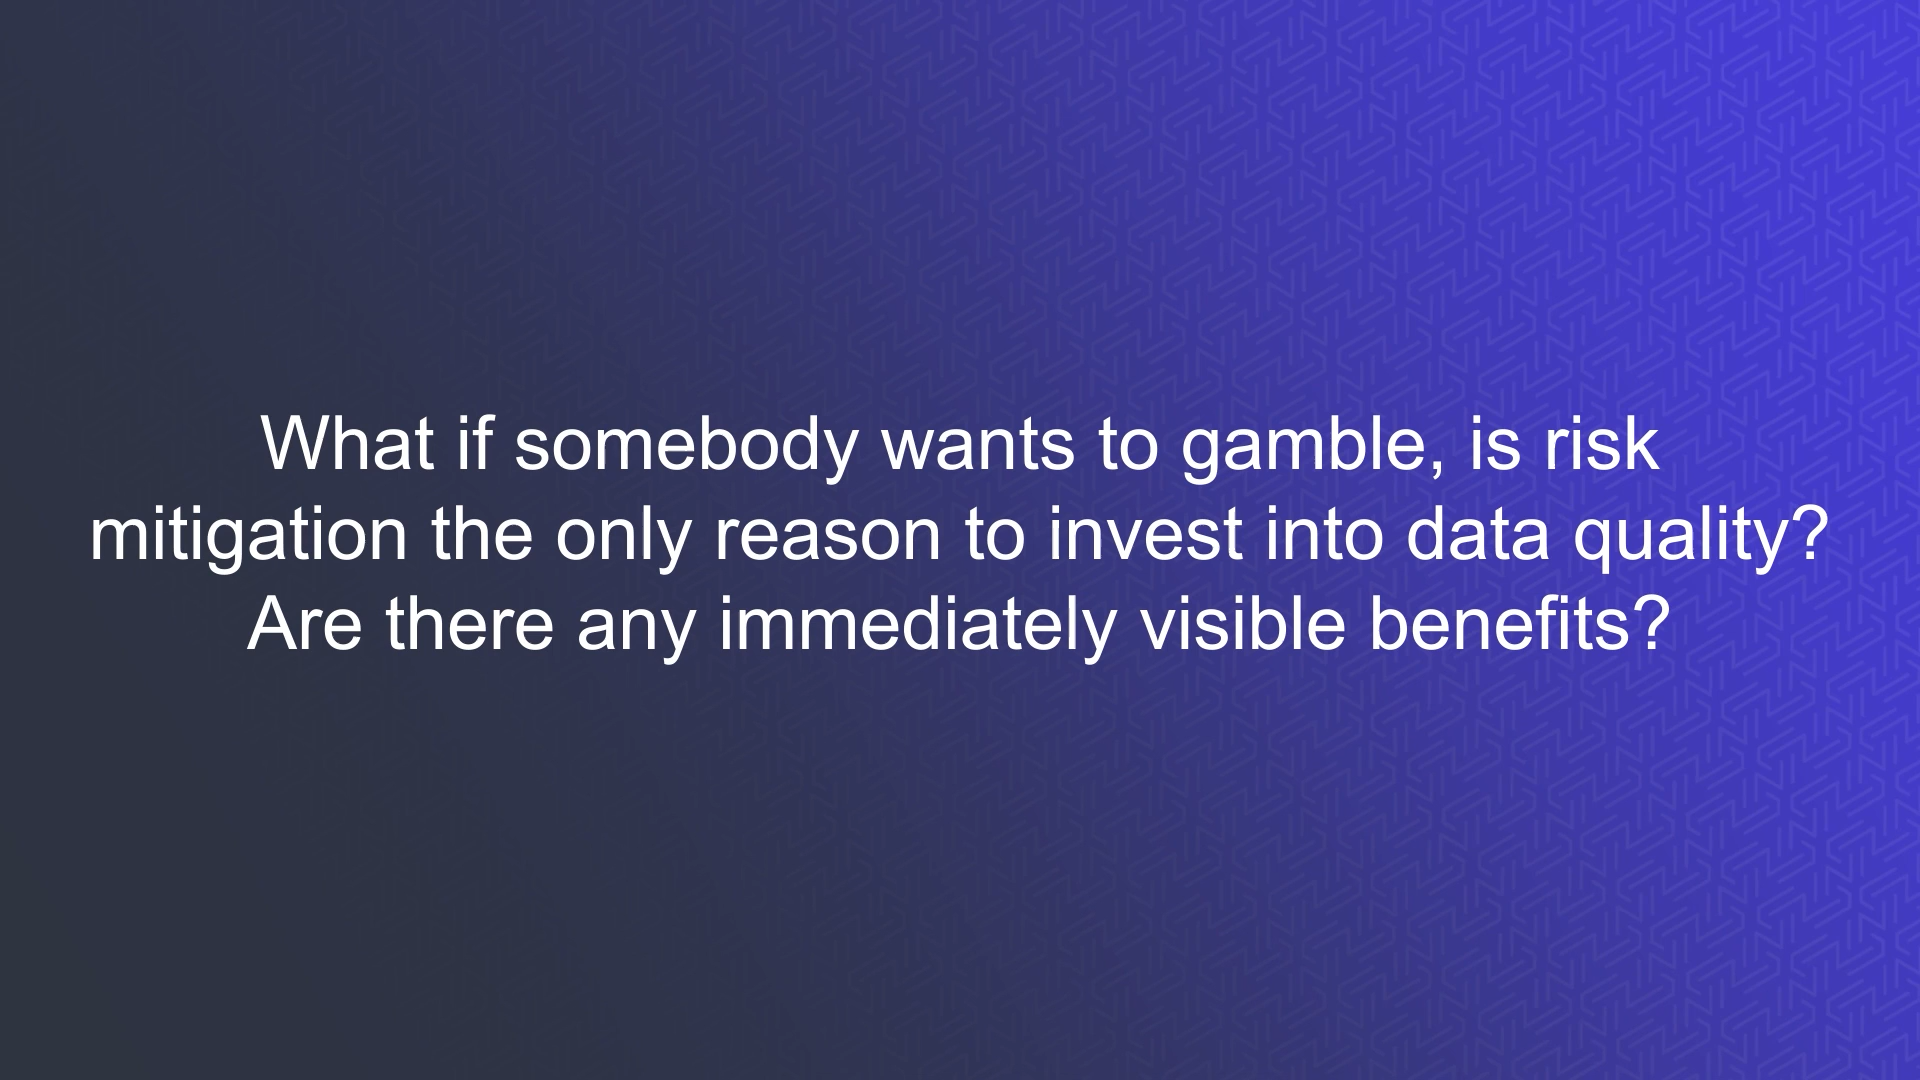 What if somebody wants to gamble, is risk
mitigation the only reason to invest into data quality?
Are there any immediately visible benefits?